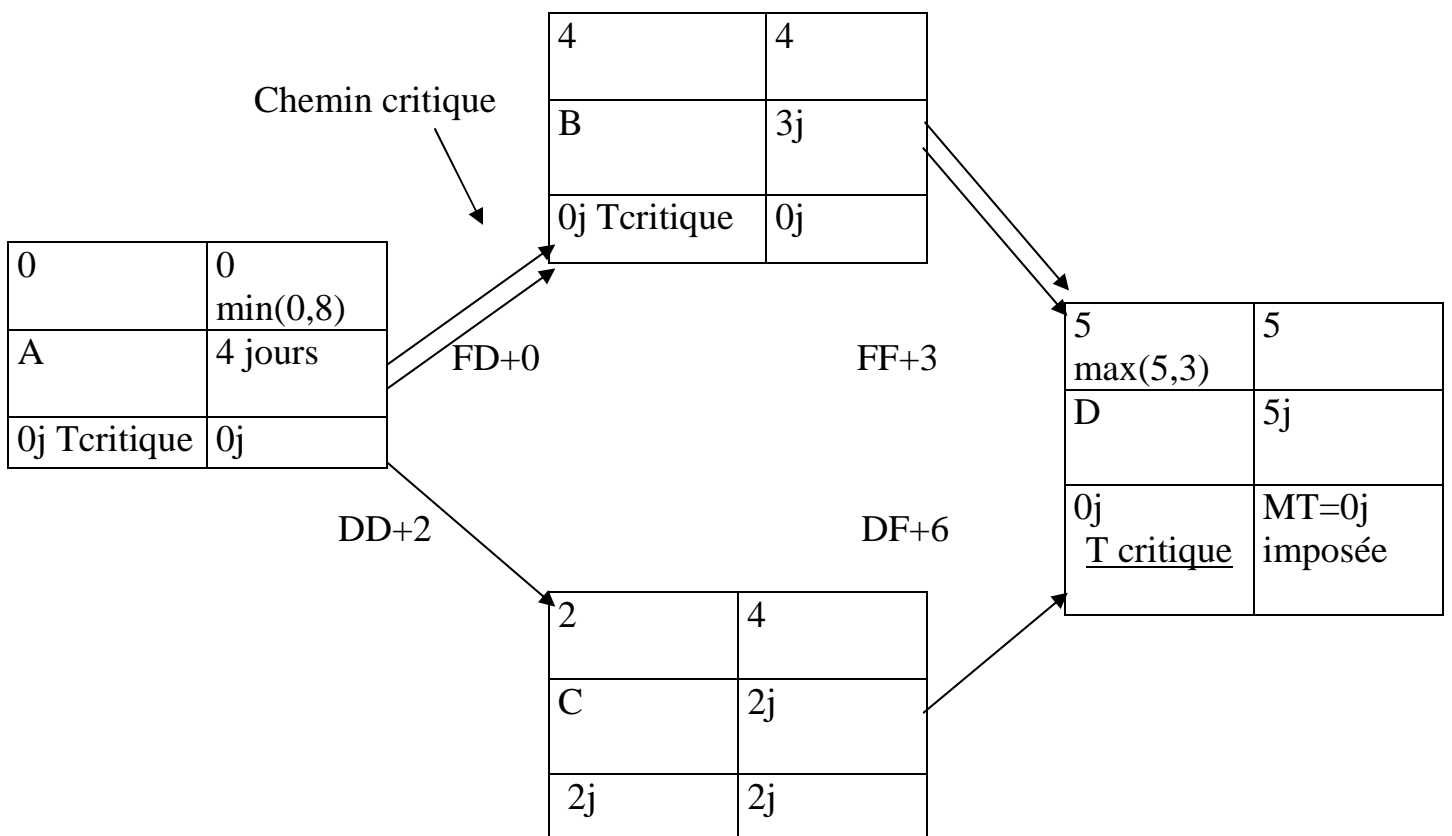 4 4
Chemin critique
B 3j
0j Tcritique 0j
0 0
min(0,8)
A 4 jours
0j Tcritique 0j
FD+0
FF+3
5 5
max(5,3)
D 5j
0j MT=0j
T critique imposée
DD+2
DF+6
2 4
C 2j
2j 2j